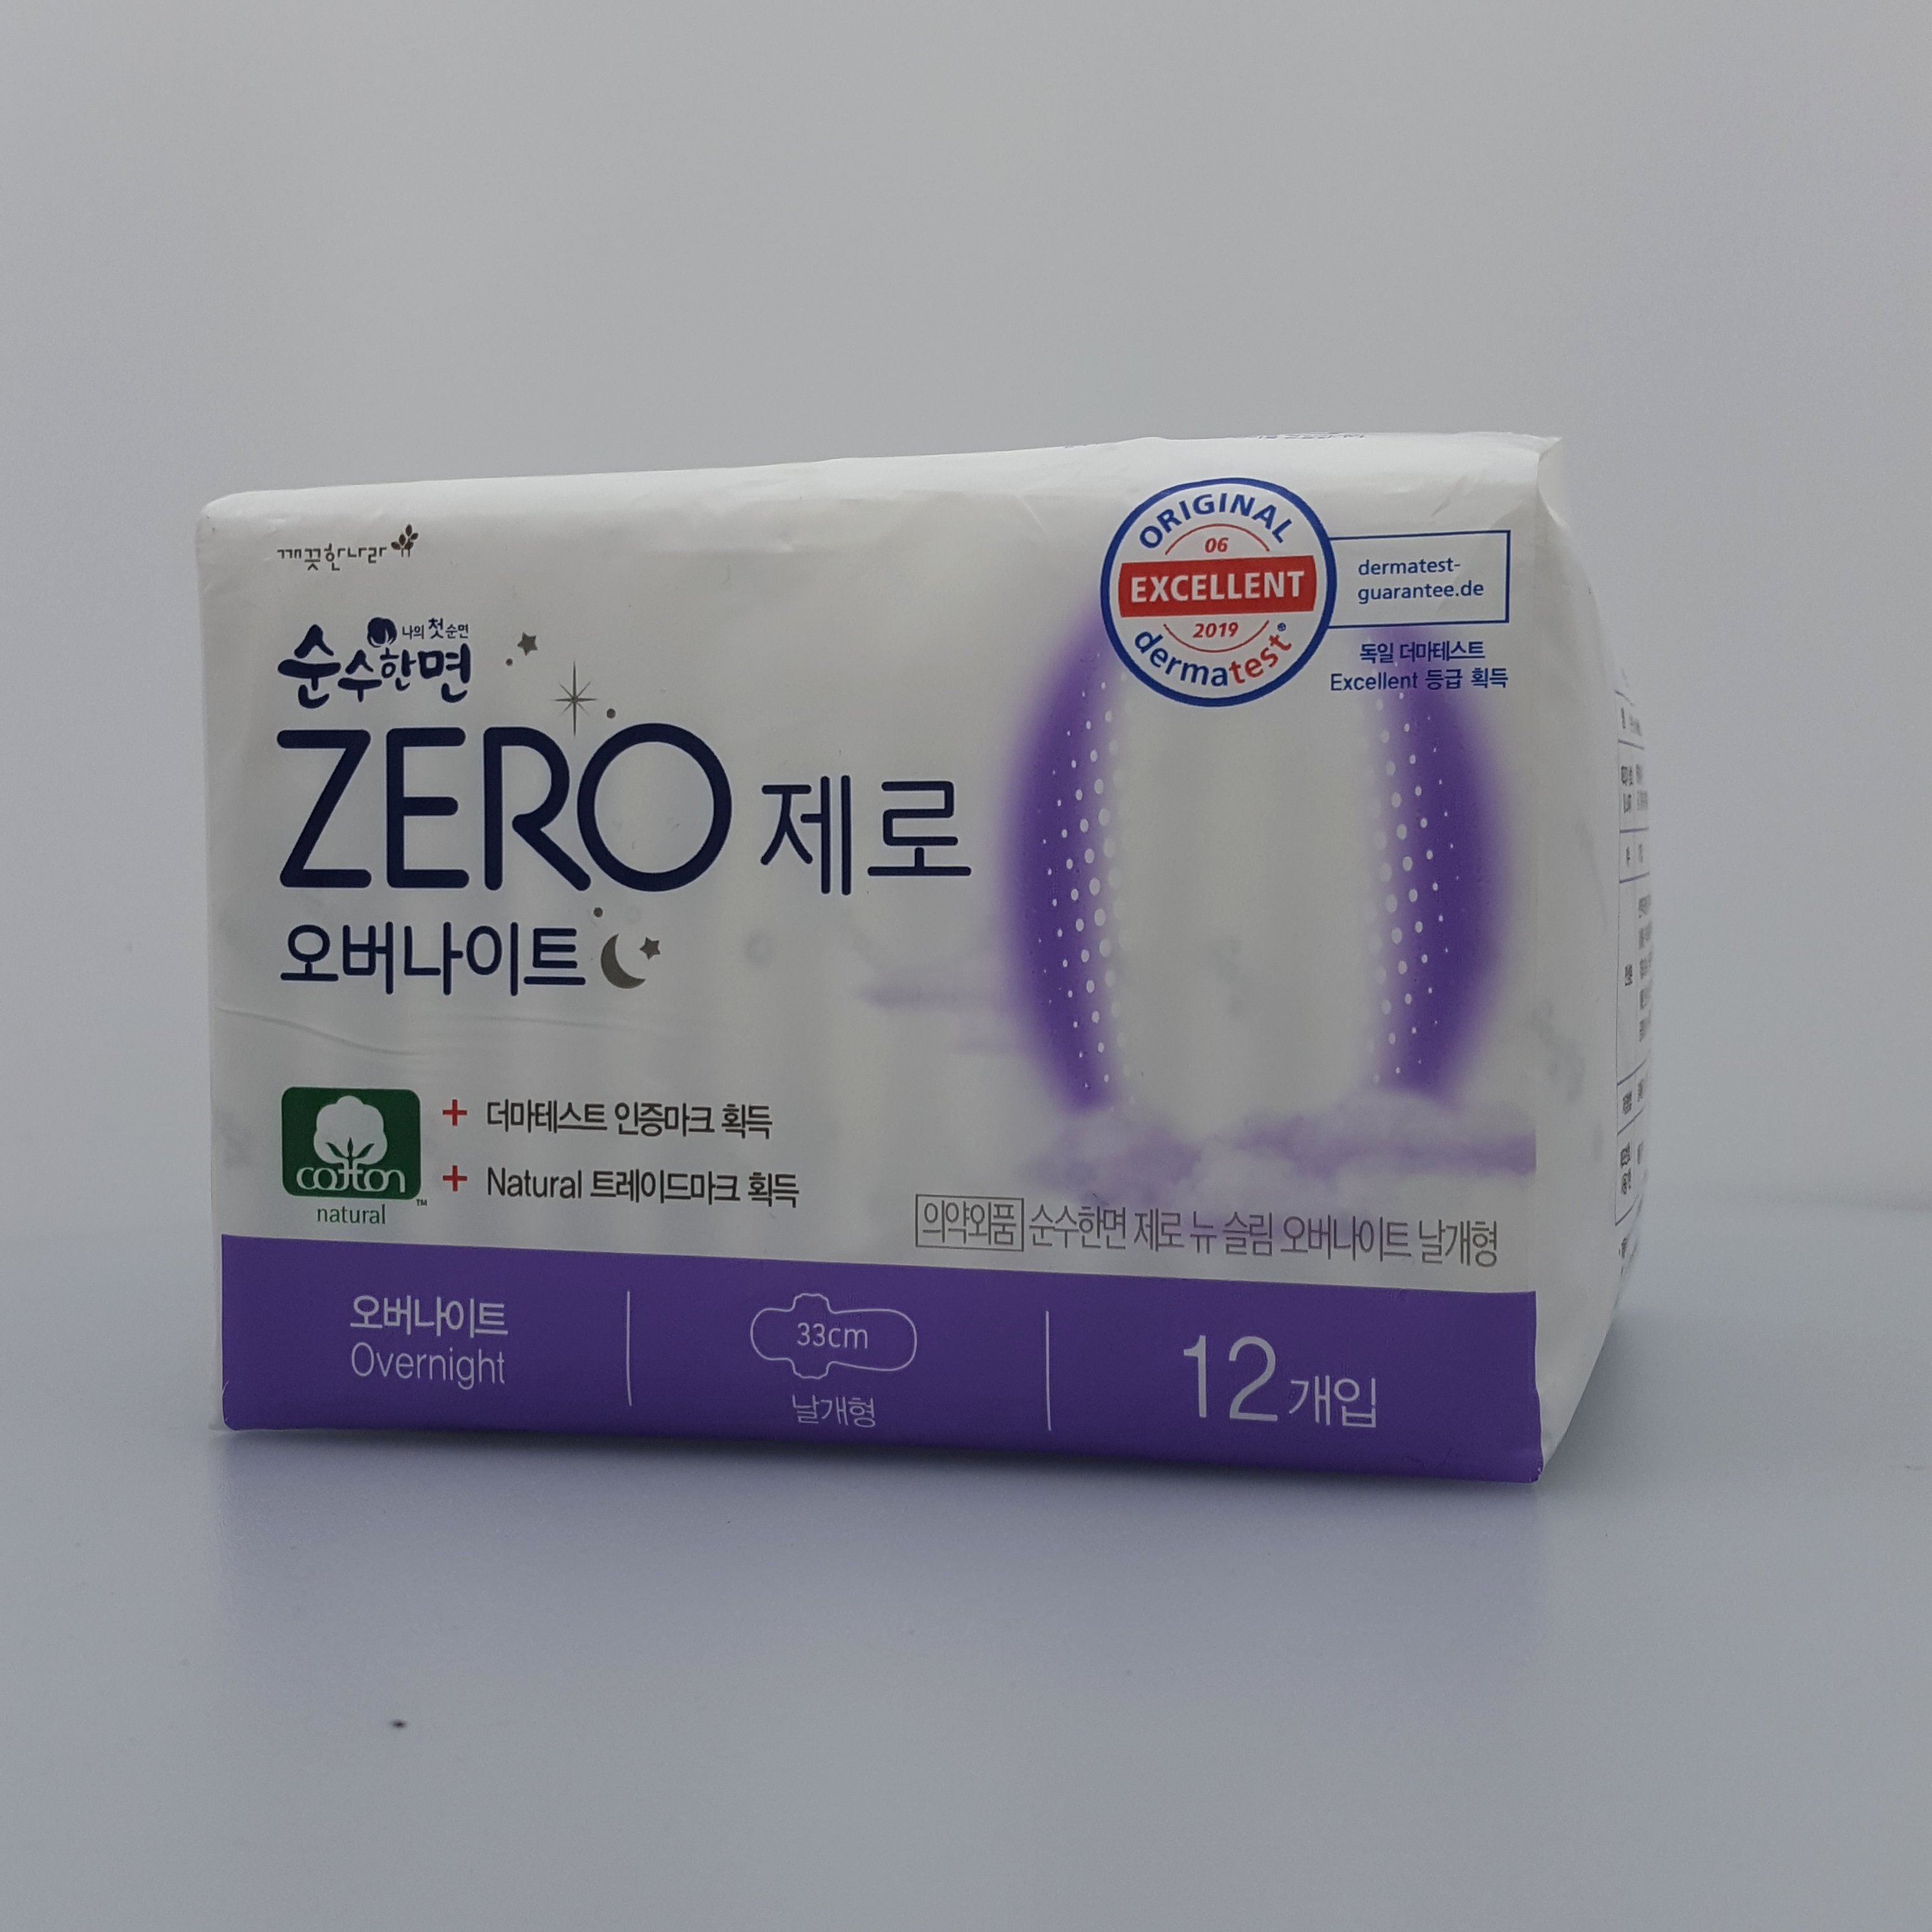 깨끗한나라
나의 첫 순면
순수한면
ZERO 제로
오버나이트
ORIGINAL
06
EXCELLENT
2019
dermatest®
dermatest-
guarantee.de
독일 더마테스트
Excellent 등급 획득
cotton
TM
natural
+ 더마테스트 인증마크 획득
+ Natural 트레이드마크 획득
의약외품 순수한면 제로 뉴 슬림 오버나이트 날개형
오버나이트
Overnight
33cm
날개형
12개입